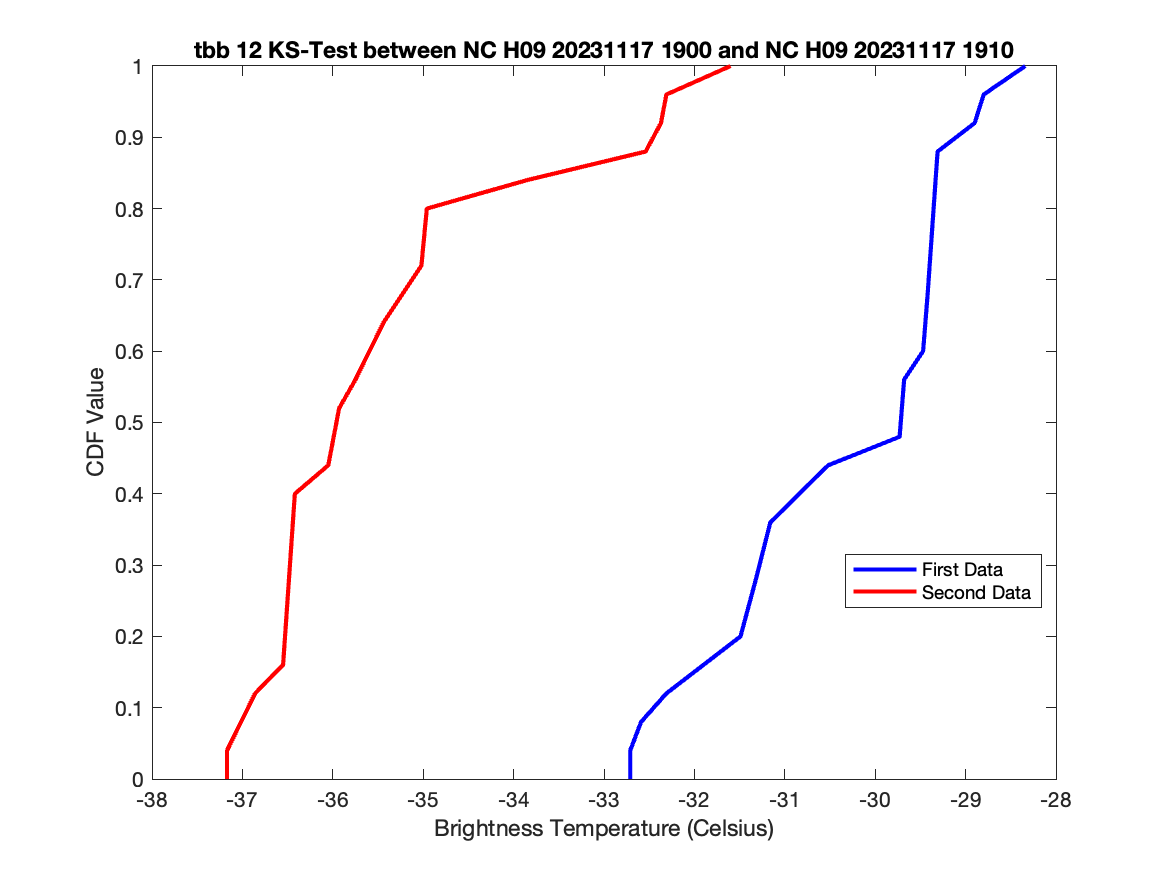 tbb 12 KS-Test between NC H09 20231117 1900 and NC H09 20231117 1910
1
0.9
0.8
0.7
0.6
0.5
0.4
0.3
0.2
0.1
0
CDF Value
First Data
Second Data
-38 -37 -36 -35 -34 -33 -32 -31 -30 -29 -28
Brightness Temperature (Celsius)